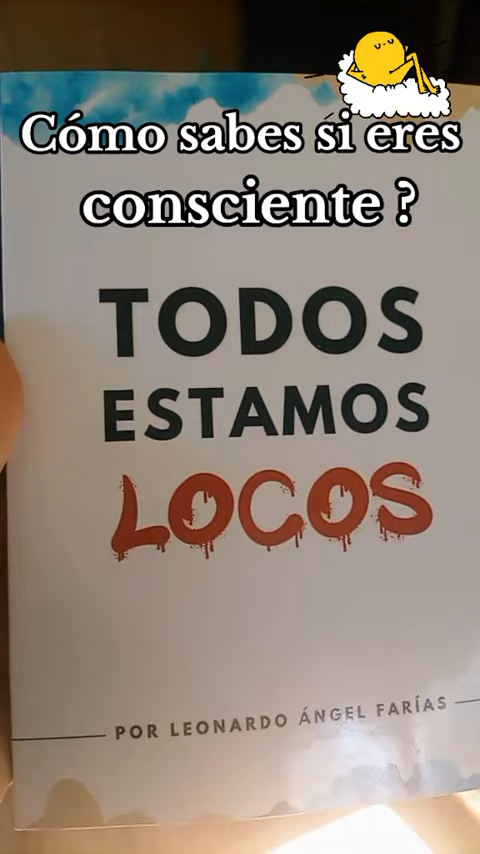 Cómo sabes si eres
consciente ?
TODOS
ESTAMOS
LOCOS
POR LEONARDO ÁNGEL FARÍAS